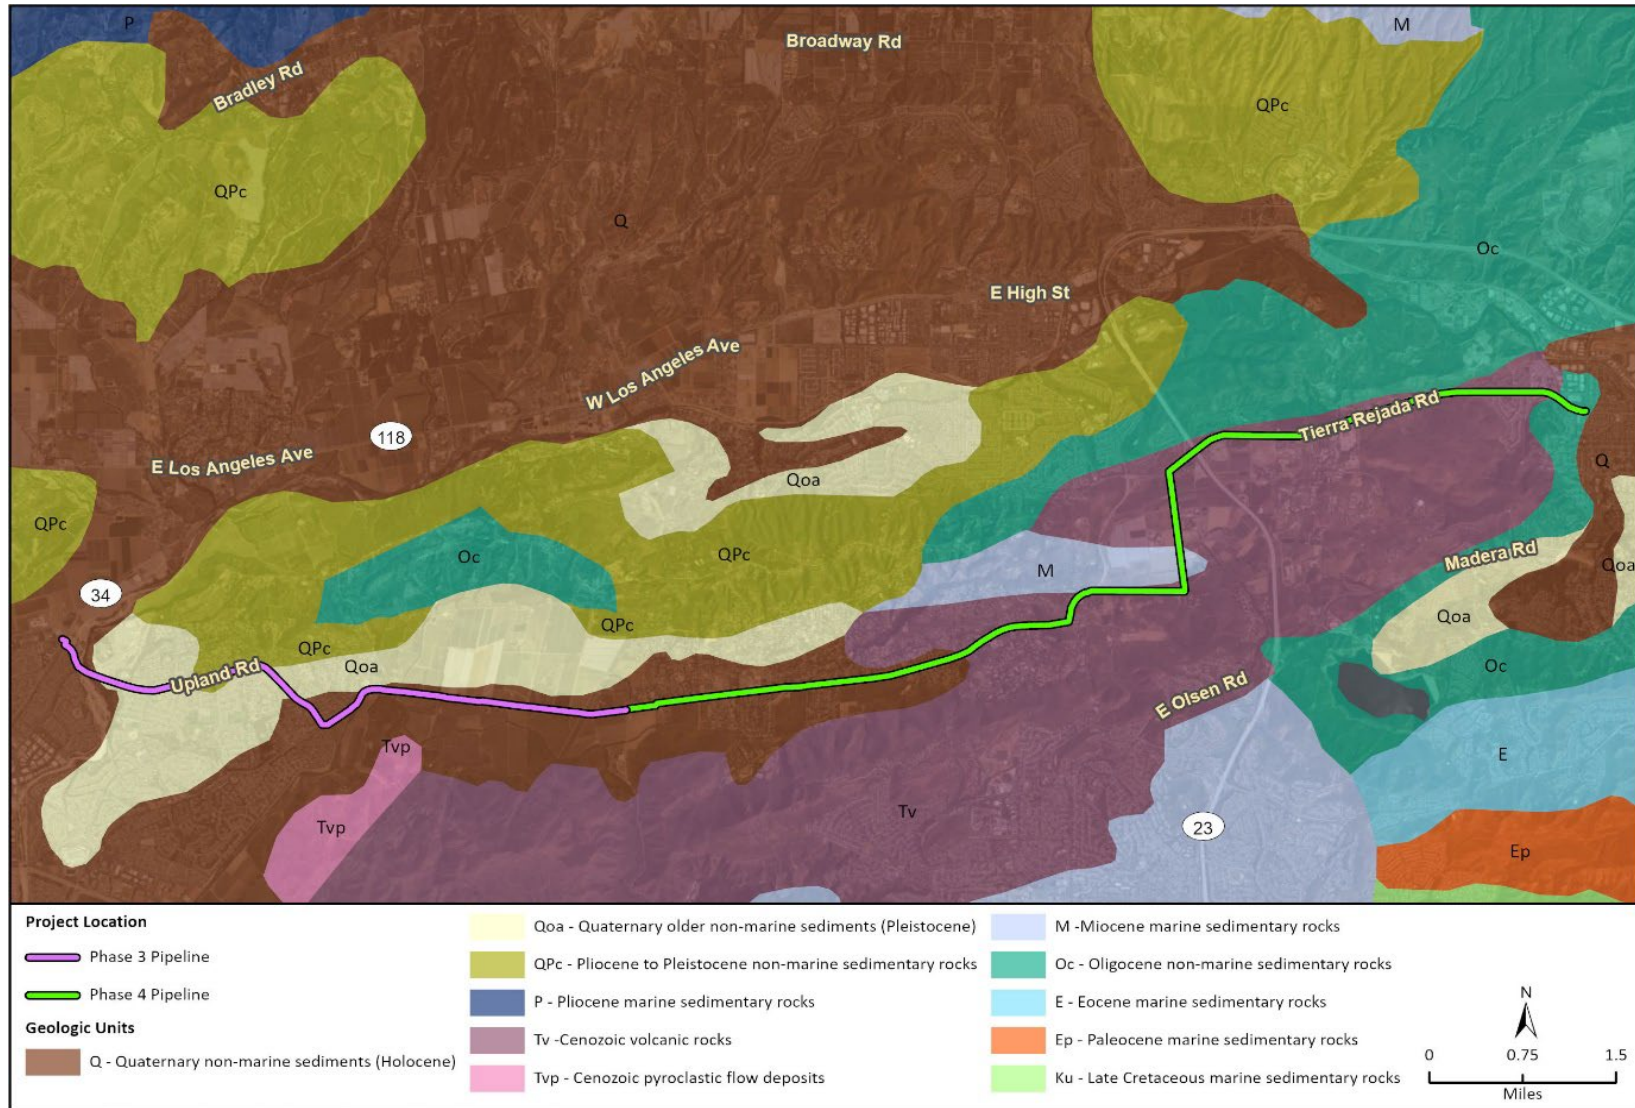 P
Broadway Rd
M
Bradley Rd
QPc
QPc
Q
Oc
E High St
W Los Angeles Ave
118
E Los Angeles Ave
Tierra Rejada Rd
Q
Qoa
QPc
Oc
QPc
M
Madera Rd
Qoa
34
Qoa
QPc
QPc
Qoa
Upland Rd
Oc
E Olsen Rd
Tvp
E
Tv
Tvp
23
Ep
Project Location
Phase 3 Pipeline
Phase 4 Pipeline
Geologic Units
Q - Quaternary non-marine sediments (Holocene)
Qoa - Quaternary older non-marine sediments (Pleistocene)
QPc - Pliocene to Pleistocene non-marine sedimentary rocks
P - Pliocene marine sedimentary rocks
Tv -Cenozoic volcanic rocks
Tvp - Cenozoic pyroclastic flow deposits
M -Miocene marine sedimentary rocks
Oc - Oligocene non-marine sedimentary rocks
E - Eocene marine sedimentary rocks
Ep - Paleocene marine sedimentary rocks
Ku - Late Cretaceous marine sedimentary rocks
N
0 0.75 1.5
Miles